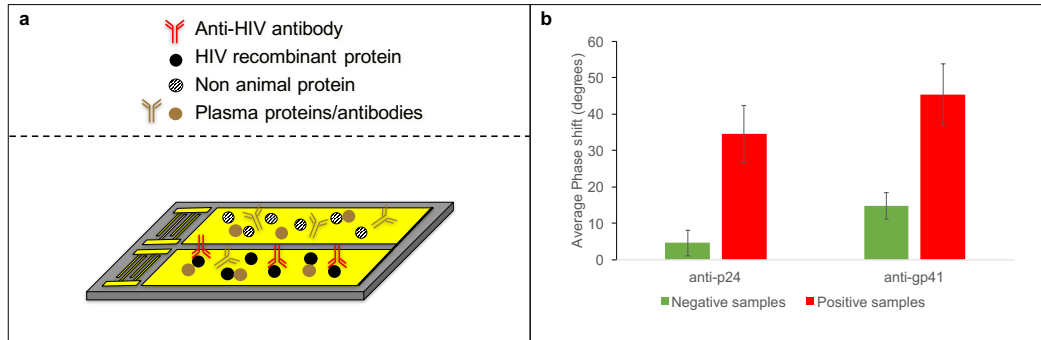 a
Anti-HIV antibody
HIV recombinant protein
Non animal protein
Plasma proteins/antibodies
b
Average Phase shift (degrees)
60
50
40
30
20
10
0
anti-p24 anti-gp41
Negative samples Positive samples